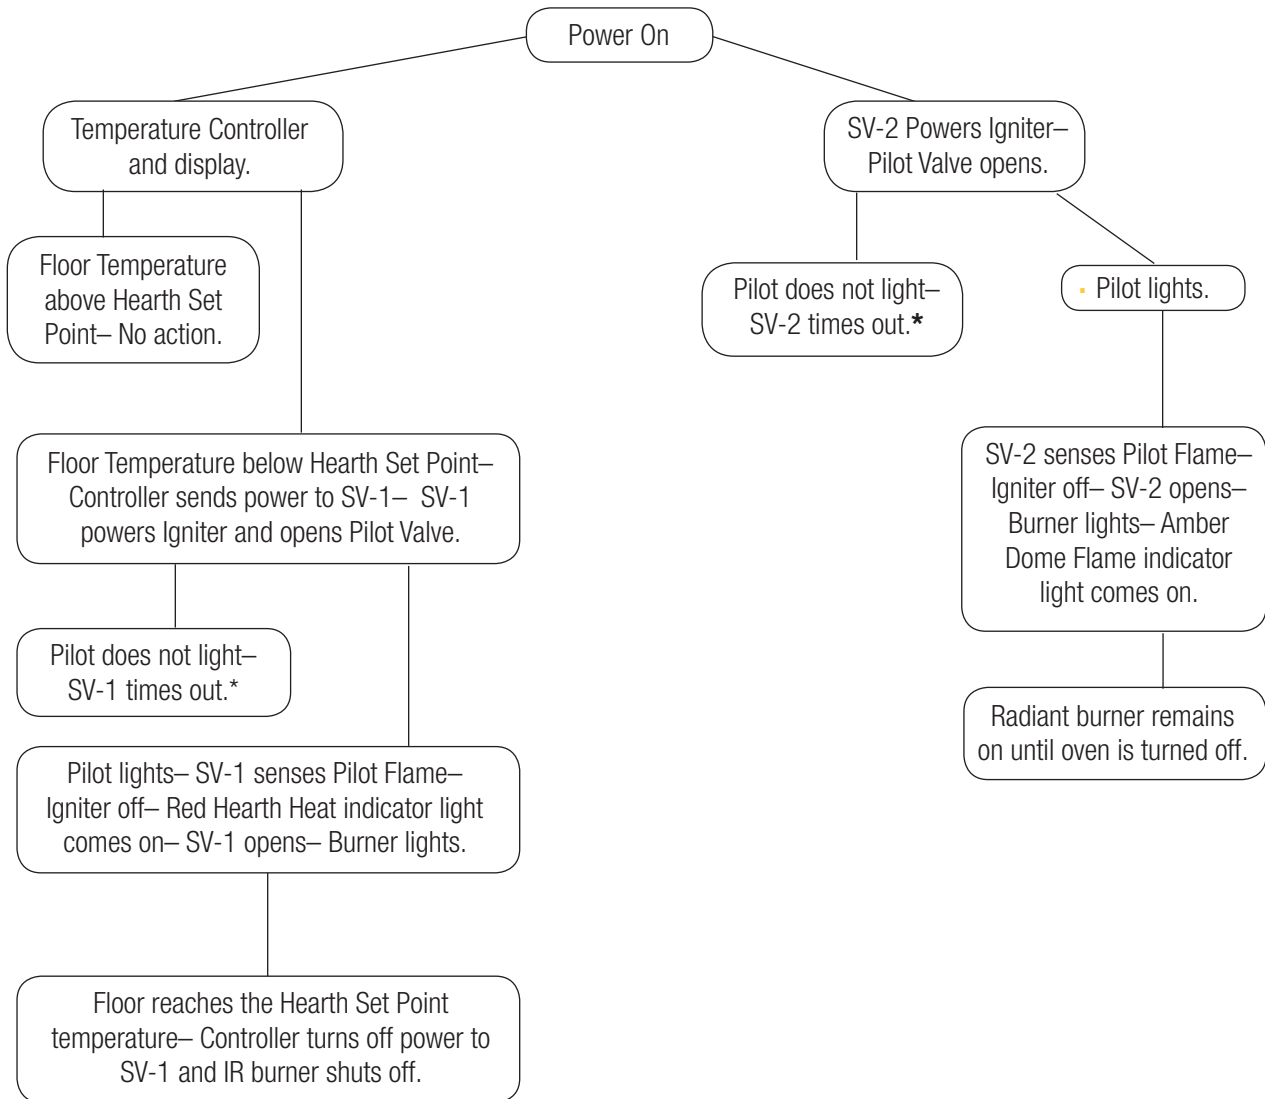 Power On
Temperature Controller
and display.
SV-2 Powers Igniter–
Pilot Valve opens.
Floor Temperature
above Hearth Set
Point– No action.
Pilot does not light–
SV-2 times out.*
Pilot lights.
Floor Temperature below Hearth Set Point–
Controller sends power to SV-1– SV-1
powers Igniter and opens Pilot Valve.
SV-2 senses Pilot Flame–
Igniter off– SV-2 opens–
Burner lights– Amber
Dome Flame indicator
light comes on.
Pilot does not light–
SV-1 times out.*
Radiant burner remains
on until oven is turned off.
Pilot lights– SV-1 senses Pilot Flame–
Igniter off– Red Hearth Heat indicator light
comes on– SV-1 opens– Burner lights.
Floor reaches the Hearth Set Point
temperature– Controller turns off power to
SV-1 and IR burner shuts off.